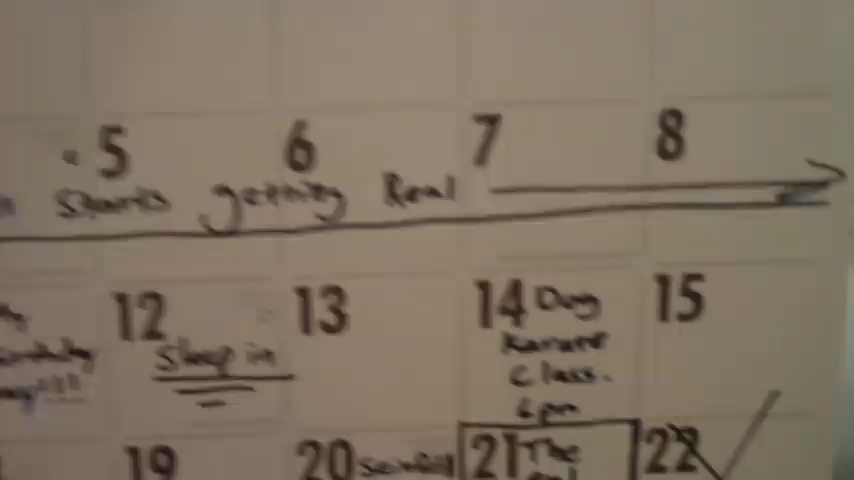 5 6 7 8
Starts getting Real
12 13 14 Dog 15
Sleep in
Karate
Class.
6pm
19 20 21 The 22